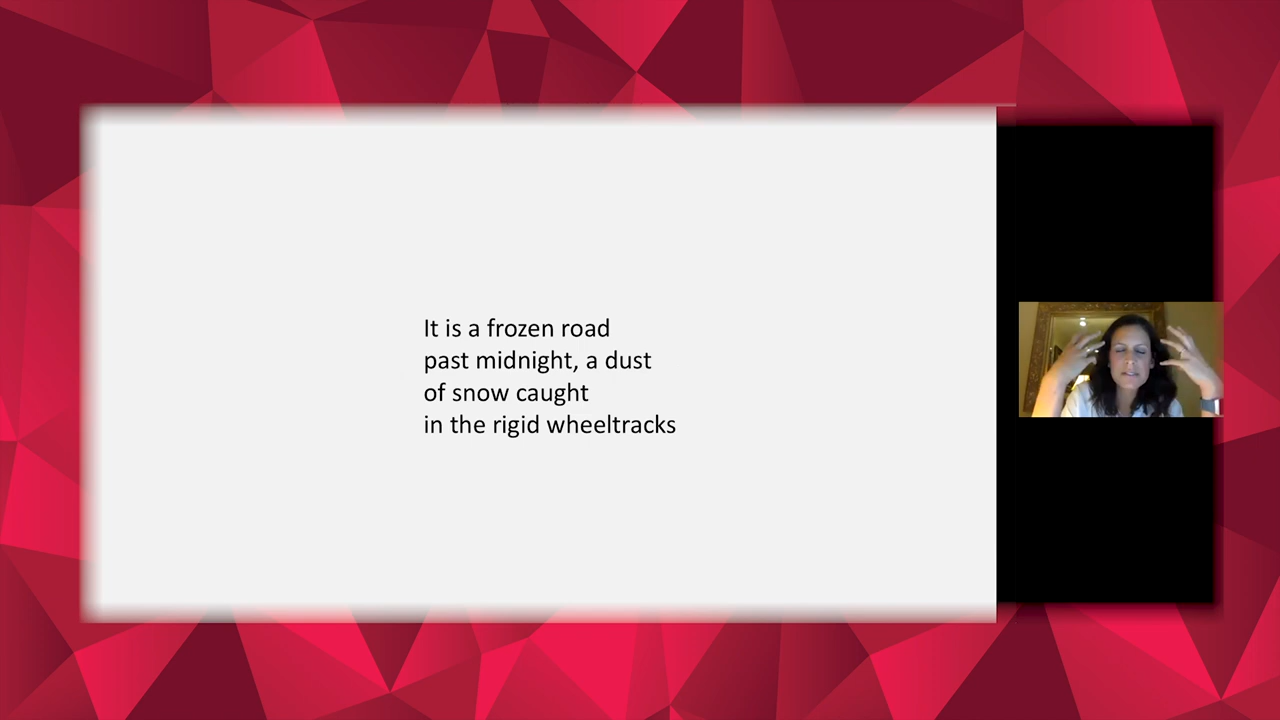 It is a frozen road
past midnight, a dust
of snow caught
in the rigid wheeltracks